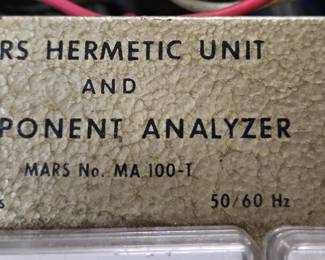 RS HERMETIC UNIT
AND
PONENT ANALYZER
MARS No. MA 100-T
s 50/60 Hz